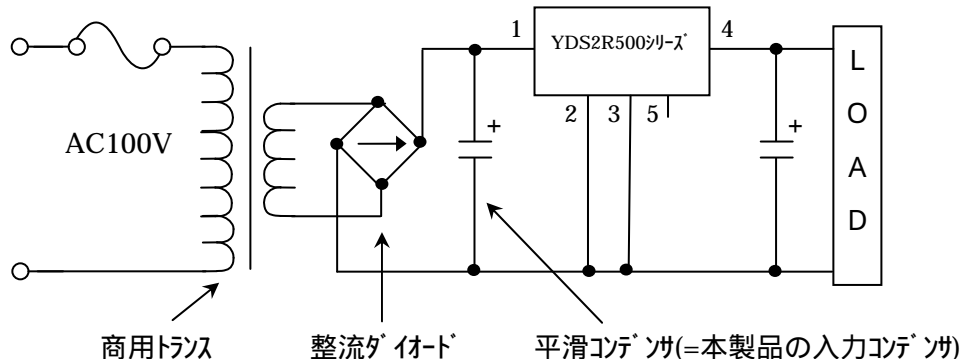 1 YDS2R500ｼﾘｰｽﾞ 4
2 3 5
+ +
AC100V
L
O
A
D
商用ﾄﾗﾝｽ 整流ﾀﾞｲｵｰﾄﾞ 平滑ｺﾝﾃﾞﾝｻ(=本製品の入力ｺﾝﾃﾞﾝｻ)